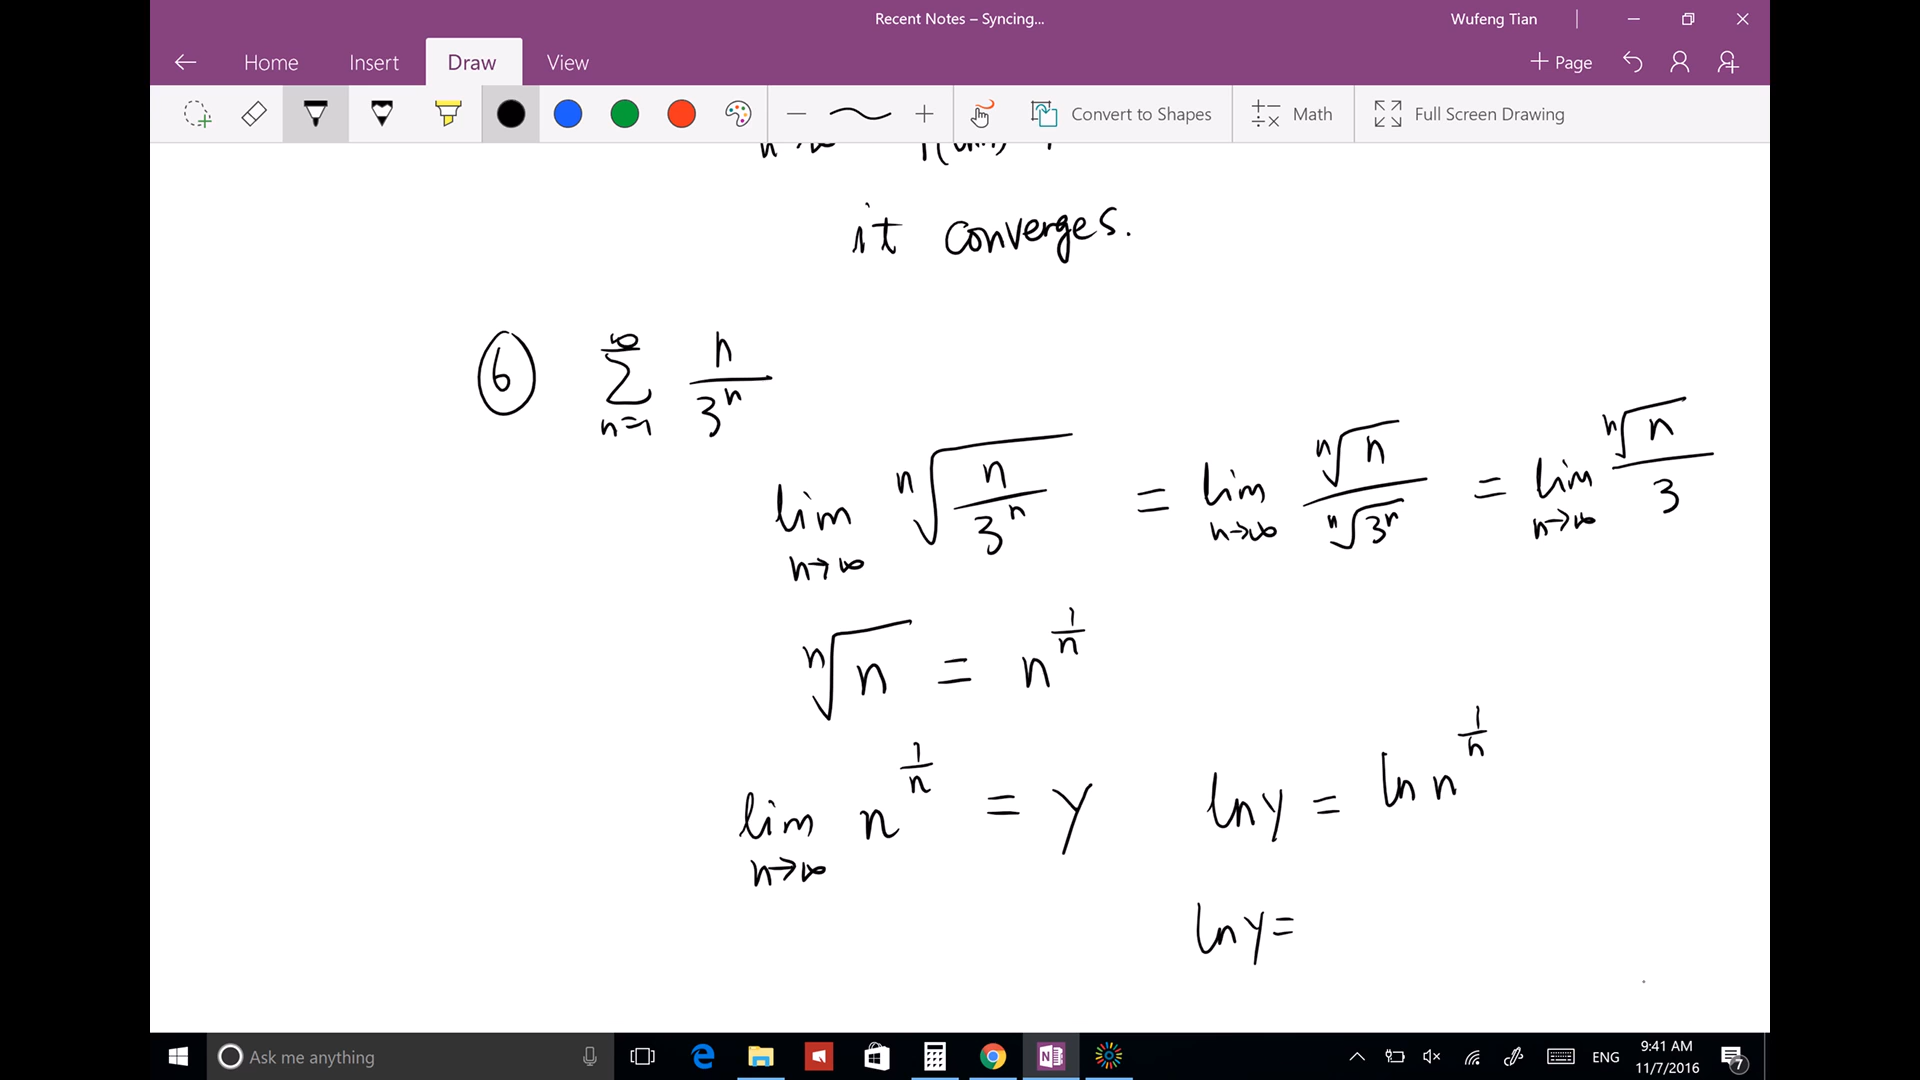 Recent Notes – Syncing...
Wufeng Tian
Home Insert Draw View
Page
Convert to Shapes
Math
Full Screen Drawing
it converges.
⑥ ∑_{n=1}^{∞} n/3^n
lim_{n→∞} ⁿ√(n/3^n) = lim_{n→∞} ⁿ√n / ⁿ√(3^n) = lim_{n→∞} ⁿ√n / 3
ⁿ√n = n^{1/n}
lim_{n→∞} n^{1/n} = y ln y = ln n^{1/n}
ln y =
Ask me anything
ENG
9:41 AM
11/7/2016
7